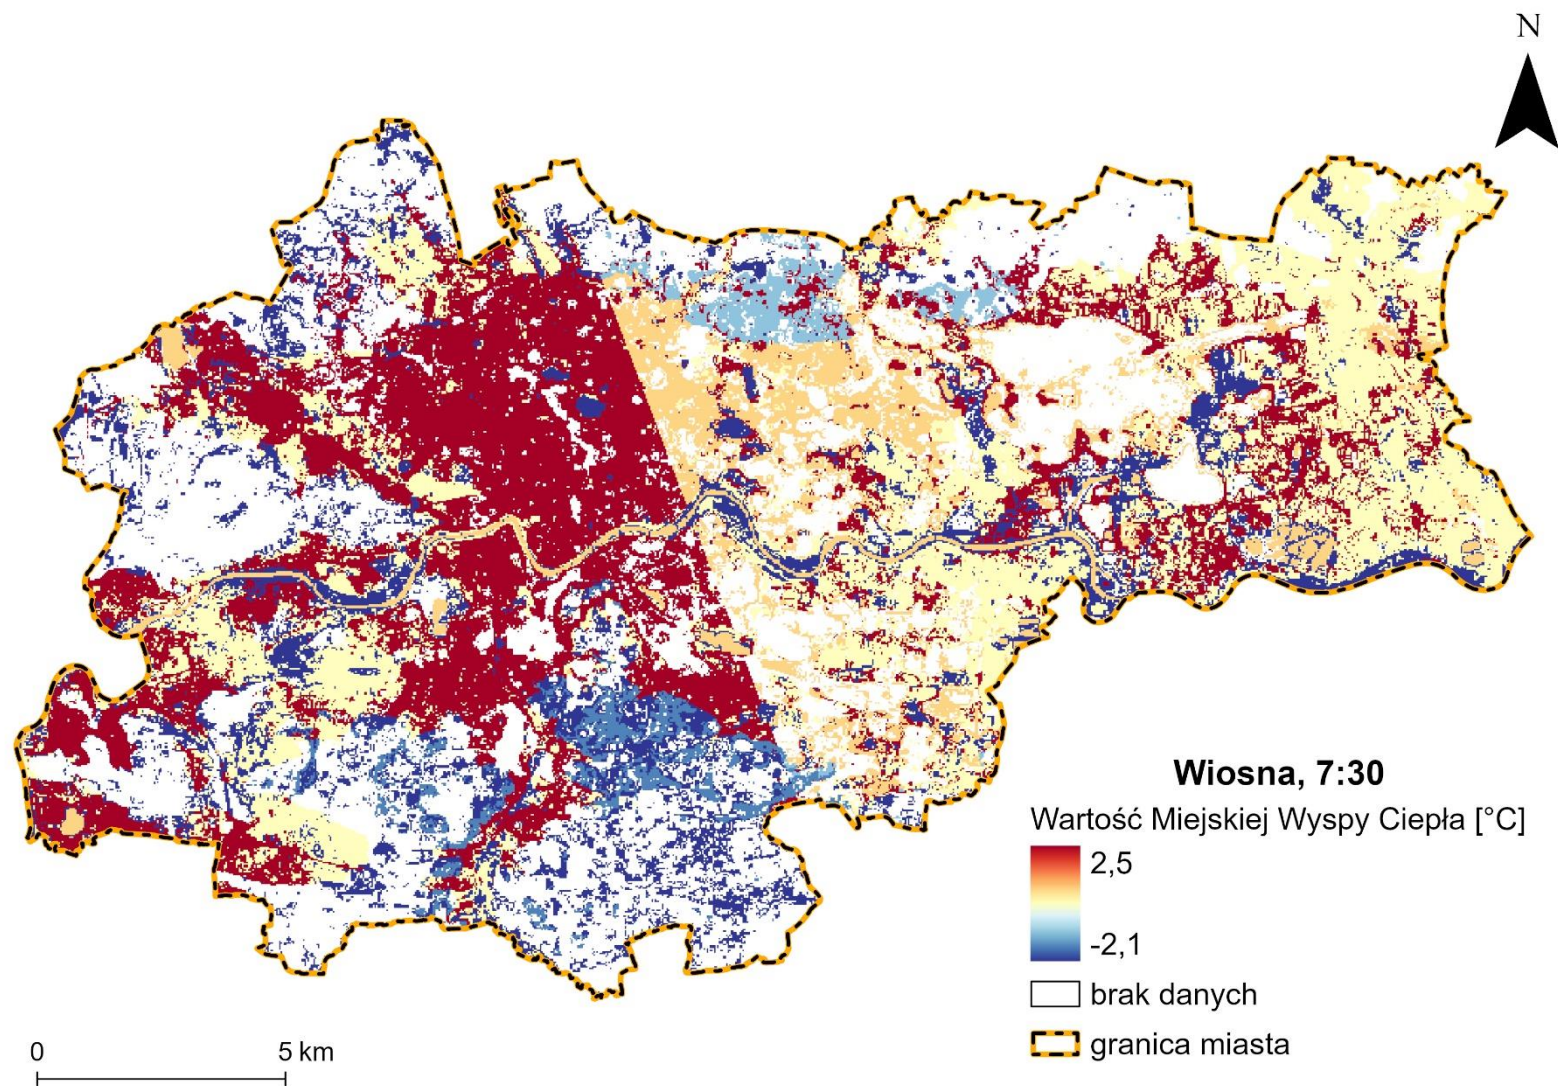 N
Wiosna, 7:30
Wartość Miejskiej Wyspy Ciepła [°C]
2,5
-2,1
brak danych
granica miasta
0 5 km